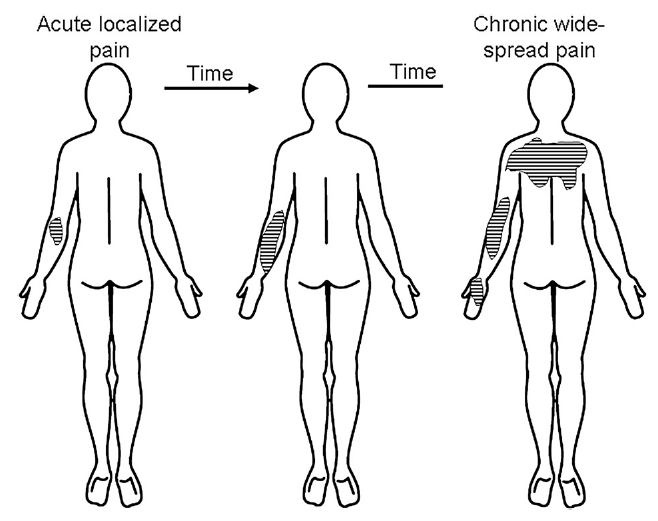 Acute localized
pain
Time
Time
Chronic wide-
spread pain